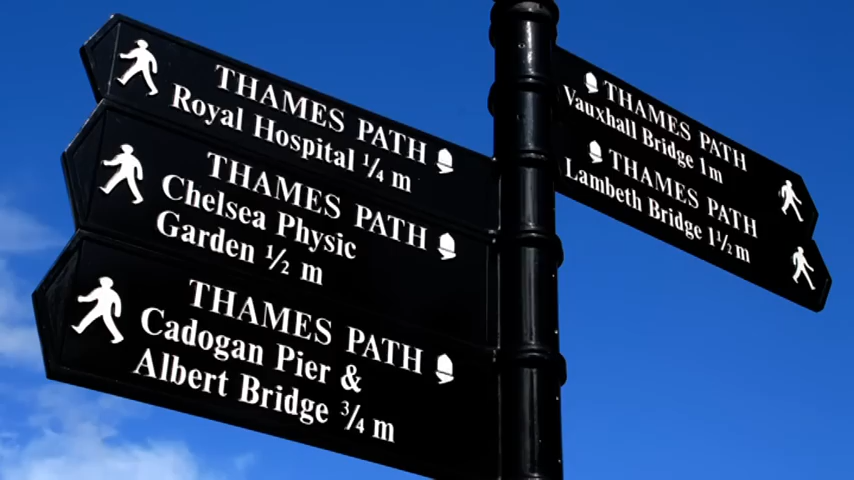 THAMES PATH
Royal Hospital ¼ m
THAMES PATH
Chelsea Physic
Garden ½ m
THAMES PATH
Cadogan Pier &
Albert Bridge ¾ m
THAMES PATH
Vauxhall Bridge 1m
THAMES PATH
Lambeth Bridge 1½ m